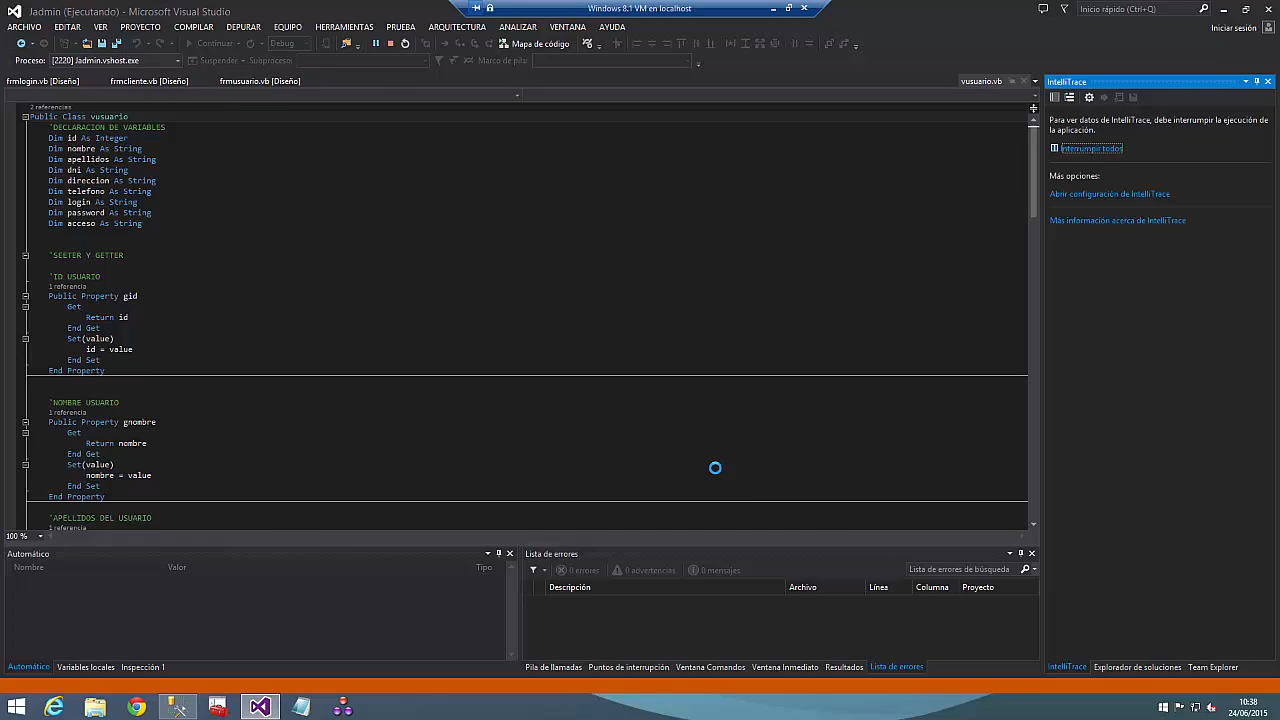 Windows 8.1 VM en localhost
Jadmin (Ejecutando) - Microsoft Visual Studio
Inicio rápido (Ctrl+Q)
ARCHIVO EDITAR VER PROYECTO COMPILAR DEPURAR EQUIPO HERRAMIENTAS PRUEBA ARQUITECTURA ANALIZAR VENTANA AYUDA
Iniciar sesión
Continuar Debug Mapa de código
Proceso: [2220] Jadmin.vshost.exe Suspender Subproceso: Marco de pila:
frmlogin.vb [Diseño] frmcliente.vb [Diseño] frmusuario.vb [Diseño] vusuario.vb
2 referencias
Public Class vusuario
'DECLARACION DE VARIABLES
Dim id As Integer
Dim nombre As String
Dim apellidos As String
Dim dni As String
Dim direccion As String
Dim telefono As String
Dim login As String
Dim password As String
Dim acceso As String
'SEETER Y GETTER
'ID USUARIO
1 referencia
Public Property gid
Get
Return id
End Get
Set(value)
id = value
End Set
End Property
'NOMBRE USUARIO
1 referencia
Public Property gnombre
Get
Return nombre
End Get
Set(value)
nombre = value
End Set
End Property
'APELLIDOS DEL USUARIO
1 referencia
100 %
IntelliTrace
Para ver datos de IntelliTrace, debe interrumpir la ejecución de
la aplicación.
Interrumpir todos
Más opciones:
Abrir configuración de IntelliTrace
Más información acerca de IntelliTrace
Automático
Nombre Valor Tipo
Automático Variables locales Inspección 1
Lista de errores
0 errores 0 advertencias 0 mensajes Lista de errores de búsqueda
Descripción Archivo Línea Columna Proyecto
Pila de llamadas Puntos de interrupción Ventana Comandos Ventana Inmediato Resultados Lista de errores
IntelliTrace Explorador de soluciones Team Explorer
10:38
24/06/2015